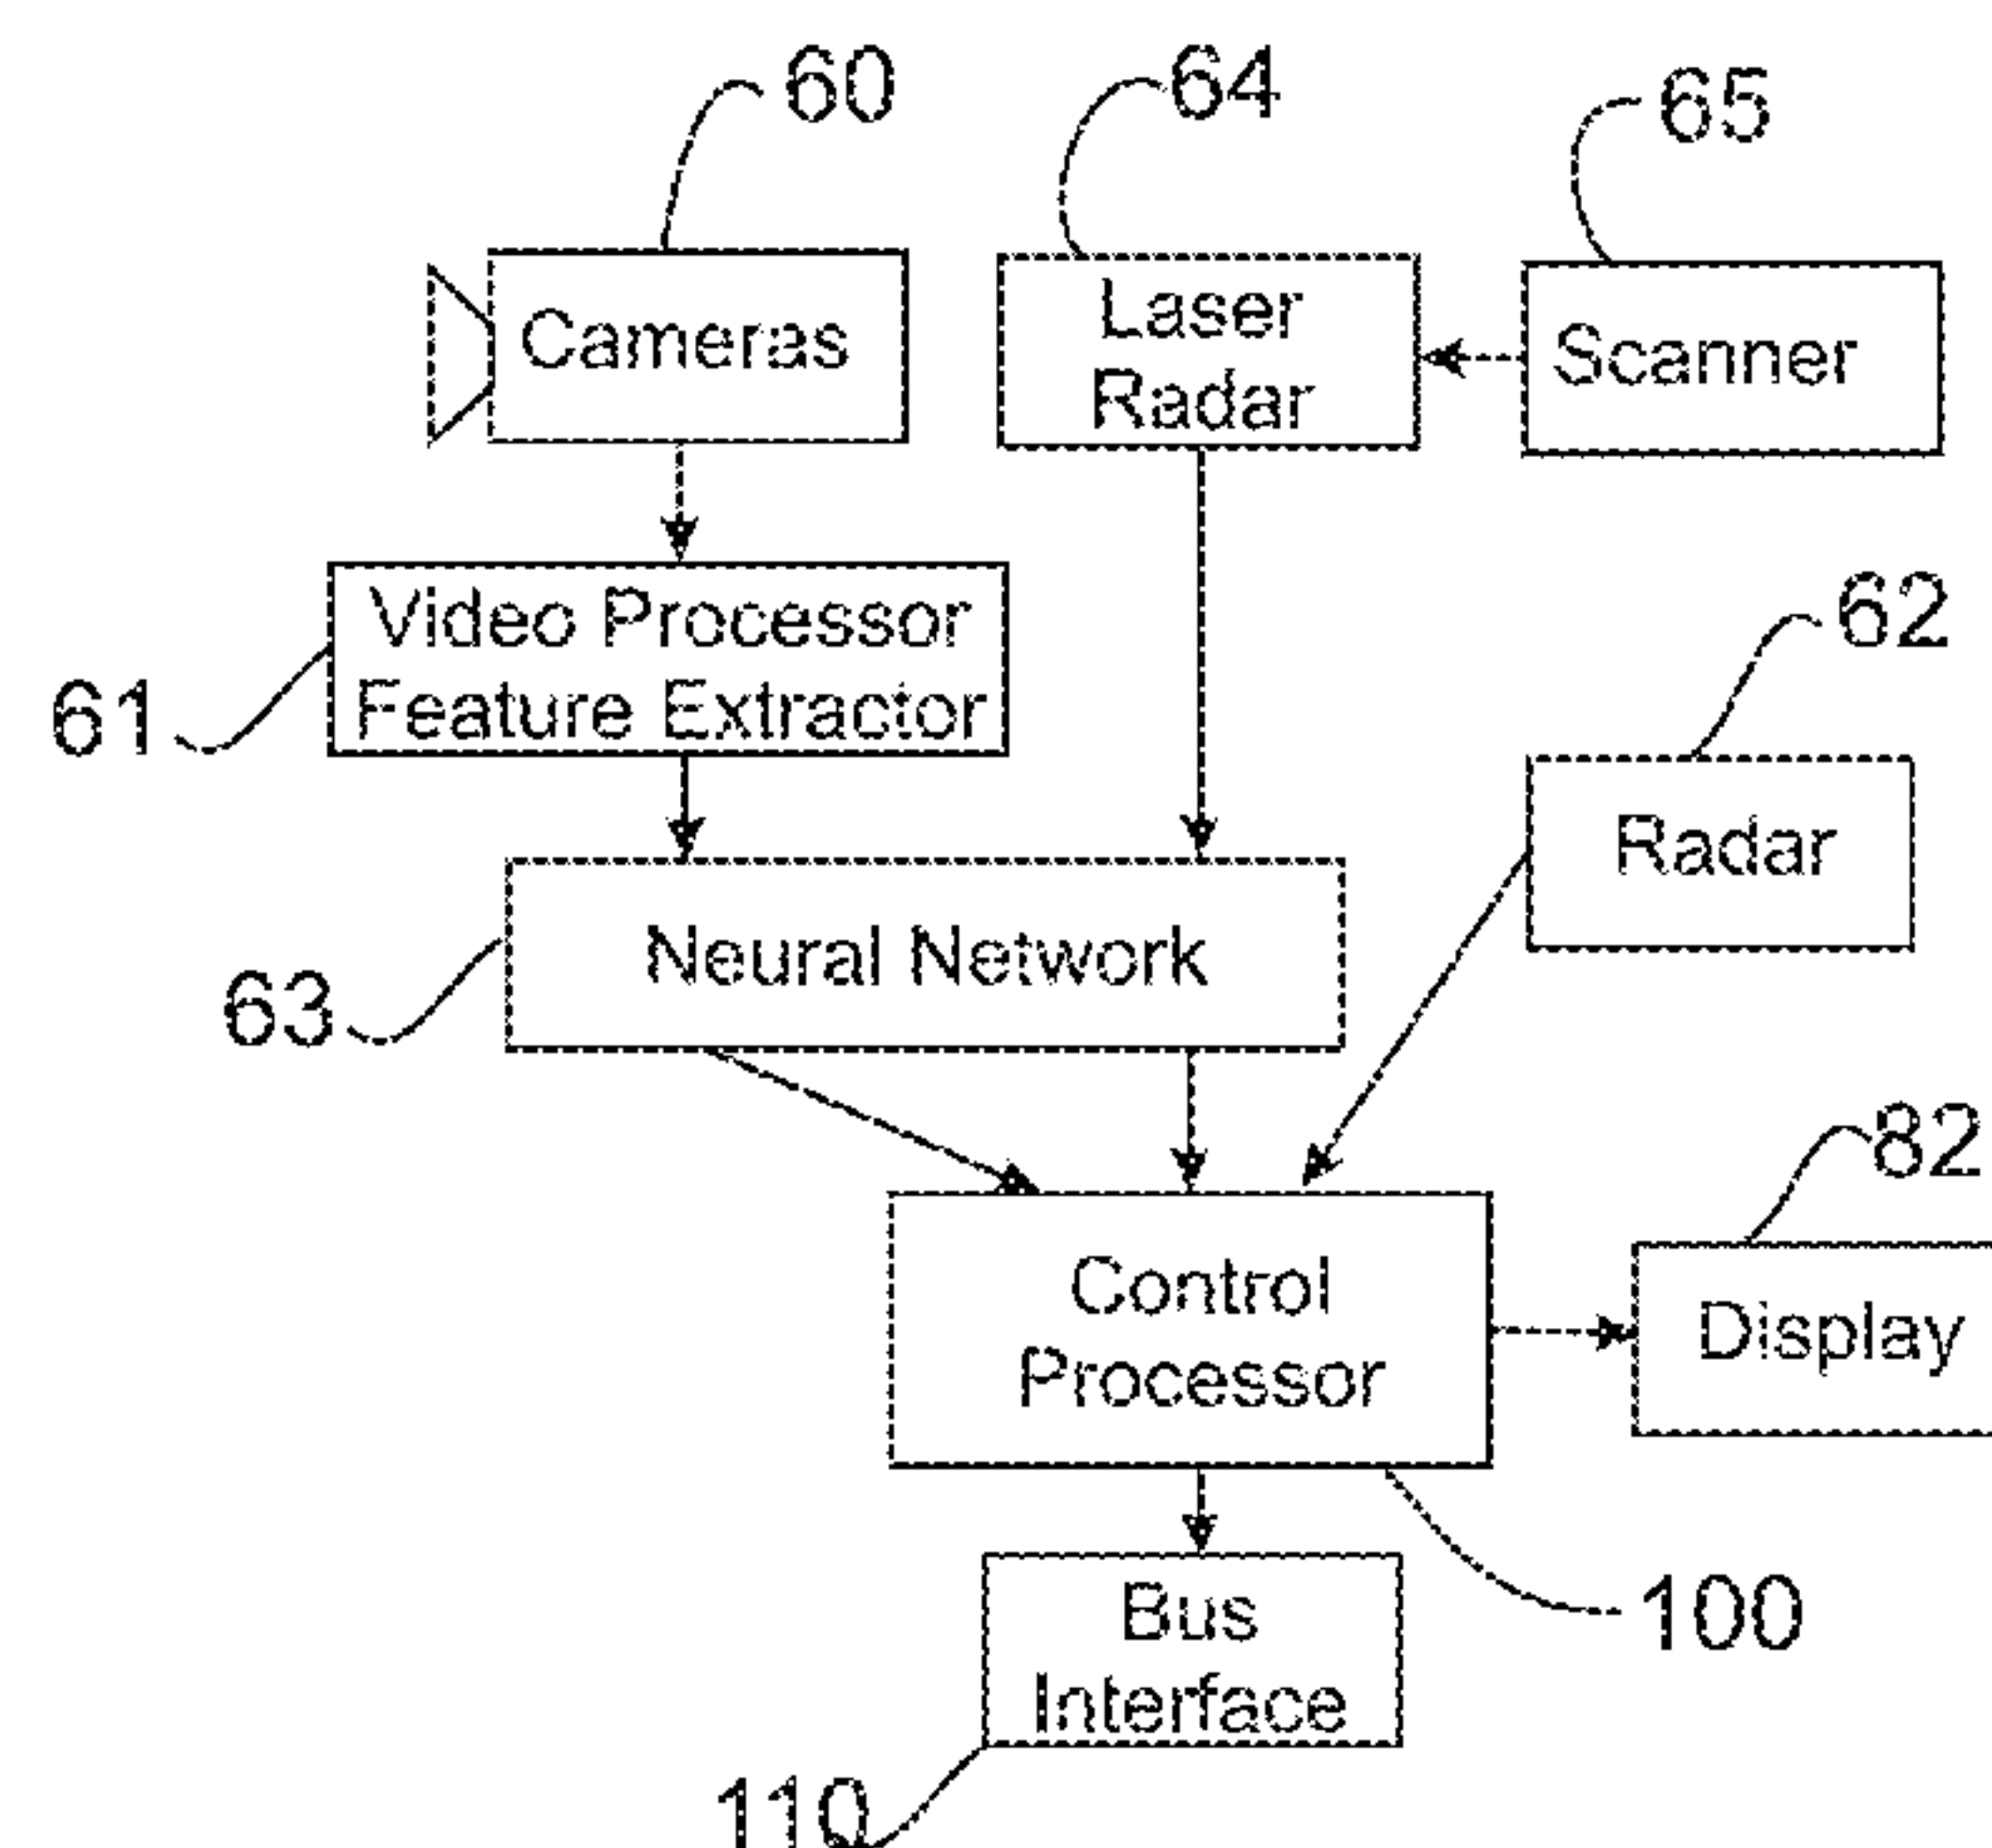 60
64
65
Cameras
Laser
Radar
Scanner
Video Processor
Feature Extractor
61
62
Radar
Neural Network
63
82
Control
Processor
Display
100
Bus
Interface
110